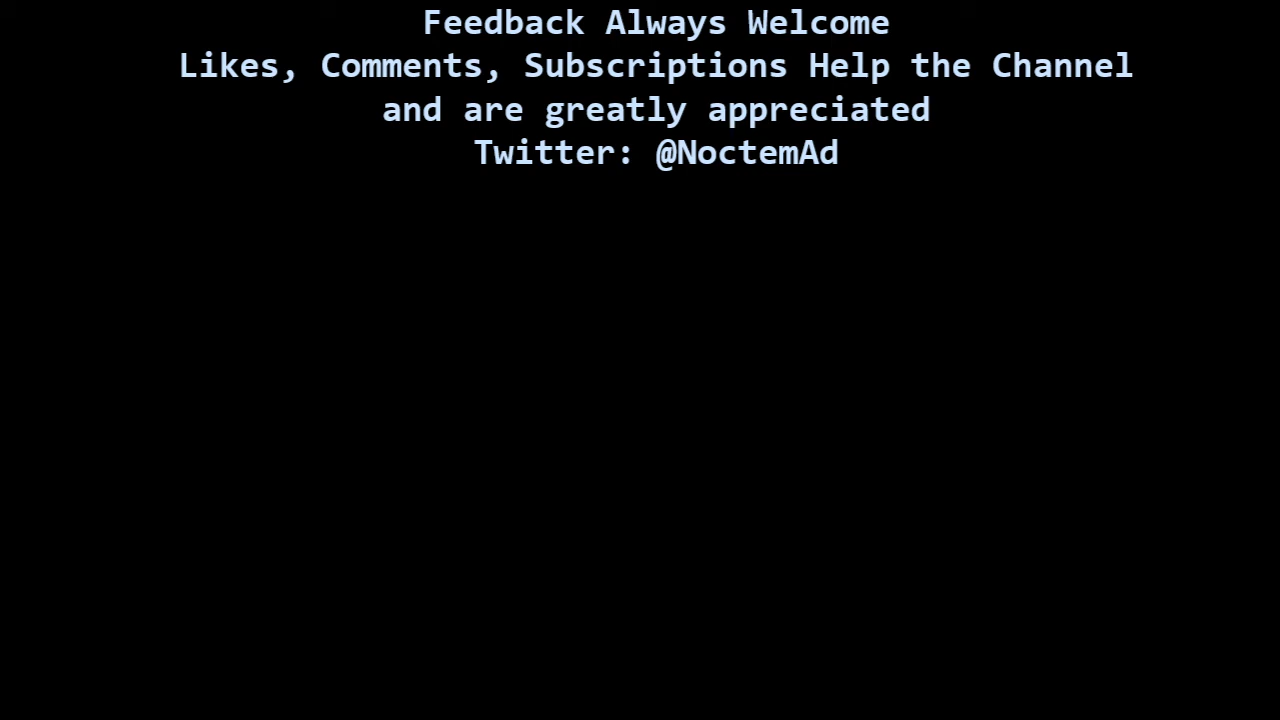 Feedback Always Welcome
Likes, Comments, Subscriptions Help the Channel
and are greatly appreciated
Twitter: @NoctemAd